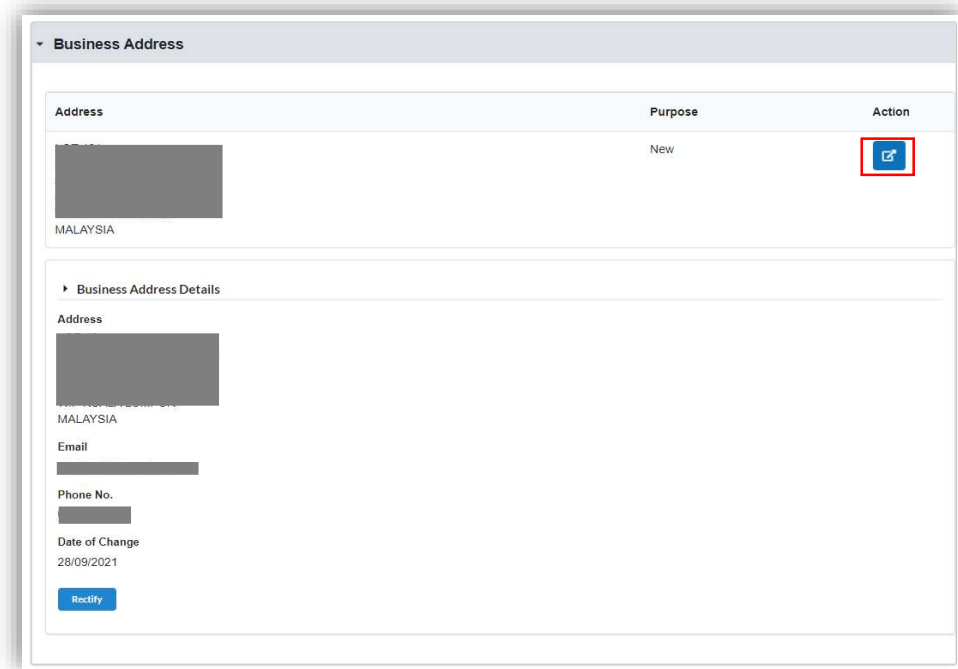 Business Address
Address Purpose Action
New
MALAYSIA
Business Address Details
Address
MALAYSIA
Email
Phone No.
Date of Change
28/09/2021
Rectify